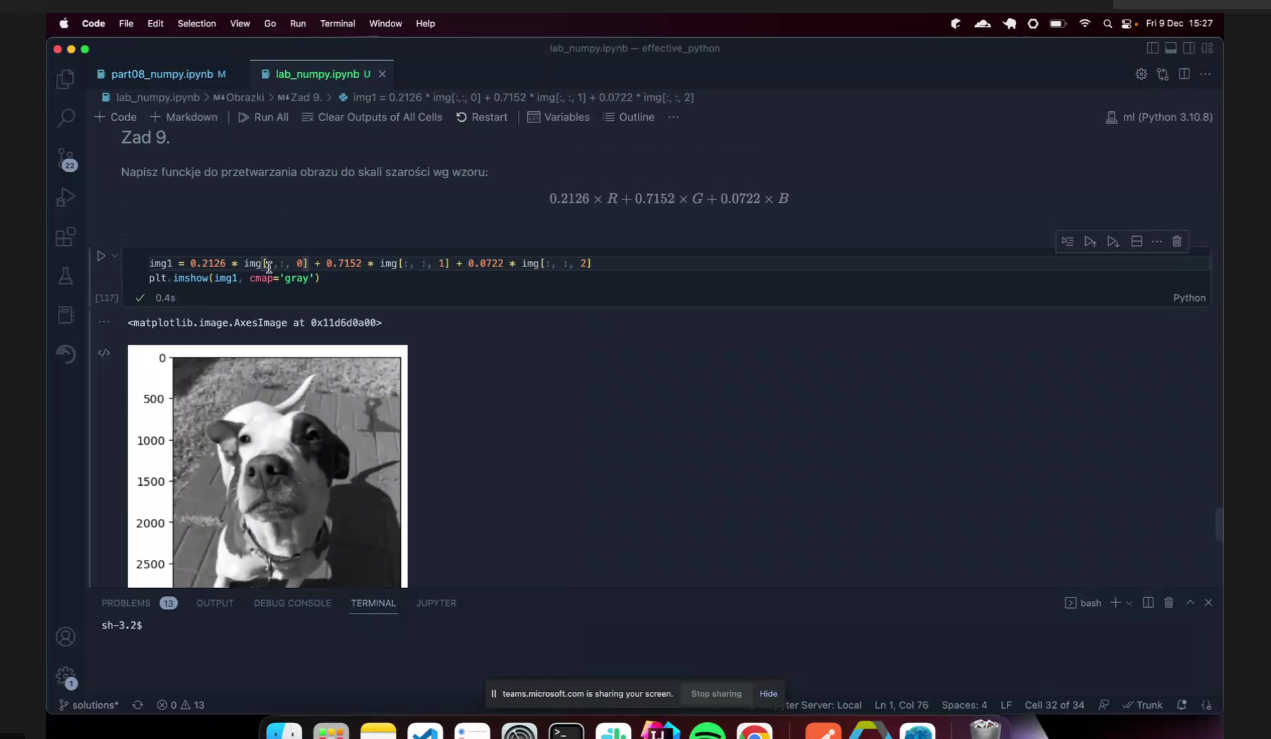 Code File Edit Selection View Go Run Terminal Window Help Fri 9 Dec 15:27
lab_numpy.ipynb — effective_python
part08_numpy.ipynb M lab_numpy.ipynb U
lab_numpy.ipynb > M↓Obrazki > M↓Zad 9. > img1 = 0.2126 * img[:,:, 0] + 0.7152 * img[:, :, 1] + 0.0722 * img[:, :, 2]
+ Code + Markdown Run All Clear Outputs of All Cells Restart Variables Outline ... ml (Python 3.10.8)
Zad 9.
Napisz funckje do przetwarzania obrazu do skali szarości wg wzoru:
0.2126 × R + 0.7152 × G + 0.0722 × B
22
img1 = 0.2126 * img[:,:, 0] + 0.7152 * img[:, :, 1] + 0.0722 * img[:, :, 2]
plt.imshow(img1, cmap='gray')
[117] 0.4s Python
<matplotlib.image.AxesImage at 0x11d6d0a00>
0
500
1000
1500
2000
2500
PROBLEMS 13 OUTPUT DEBUG CONSOLE TERMINAL JUPYTER bash
sh-3.2$
1
teams.microsoft.com is sharing your screen. Stop sharing Hide
solutions* 0 13 Server: Local Ln 1, Col 76 Spaces: 4 LF Cell 32 of 34 Trunk